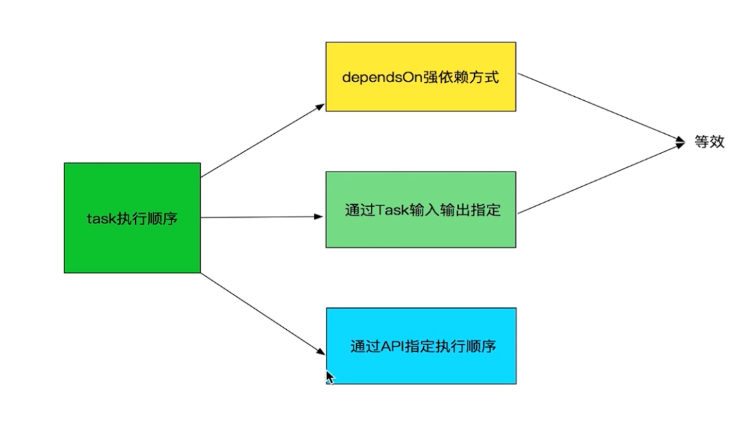 dependsOn强依赖方式
等效
通过Task输入输出指定
task执行顺序
通过API指定执行顺序